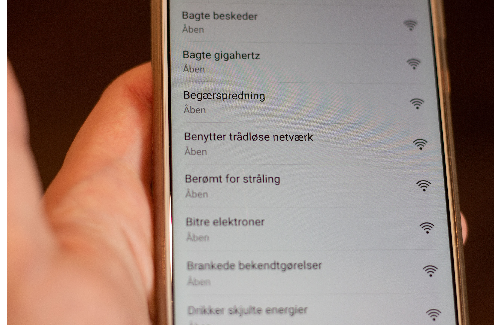 Bagte beskeder
Åben
Bagte gigahertz
Åben
Begærspredning
Åben
Benytter trådløse netværk
Åben
Berømt for stråling
Åben
Bitre elektroner
Åben
Brankede bekendtgørelser
Åben
Drikker skjulte energier
Åben